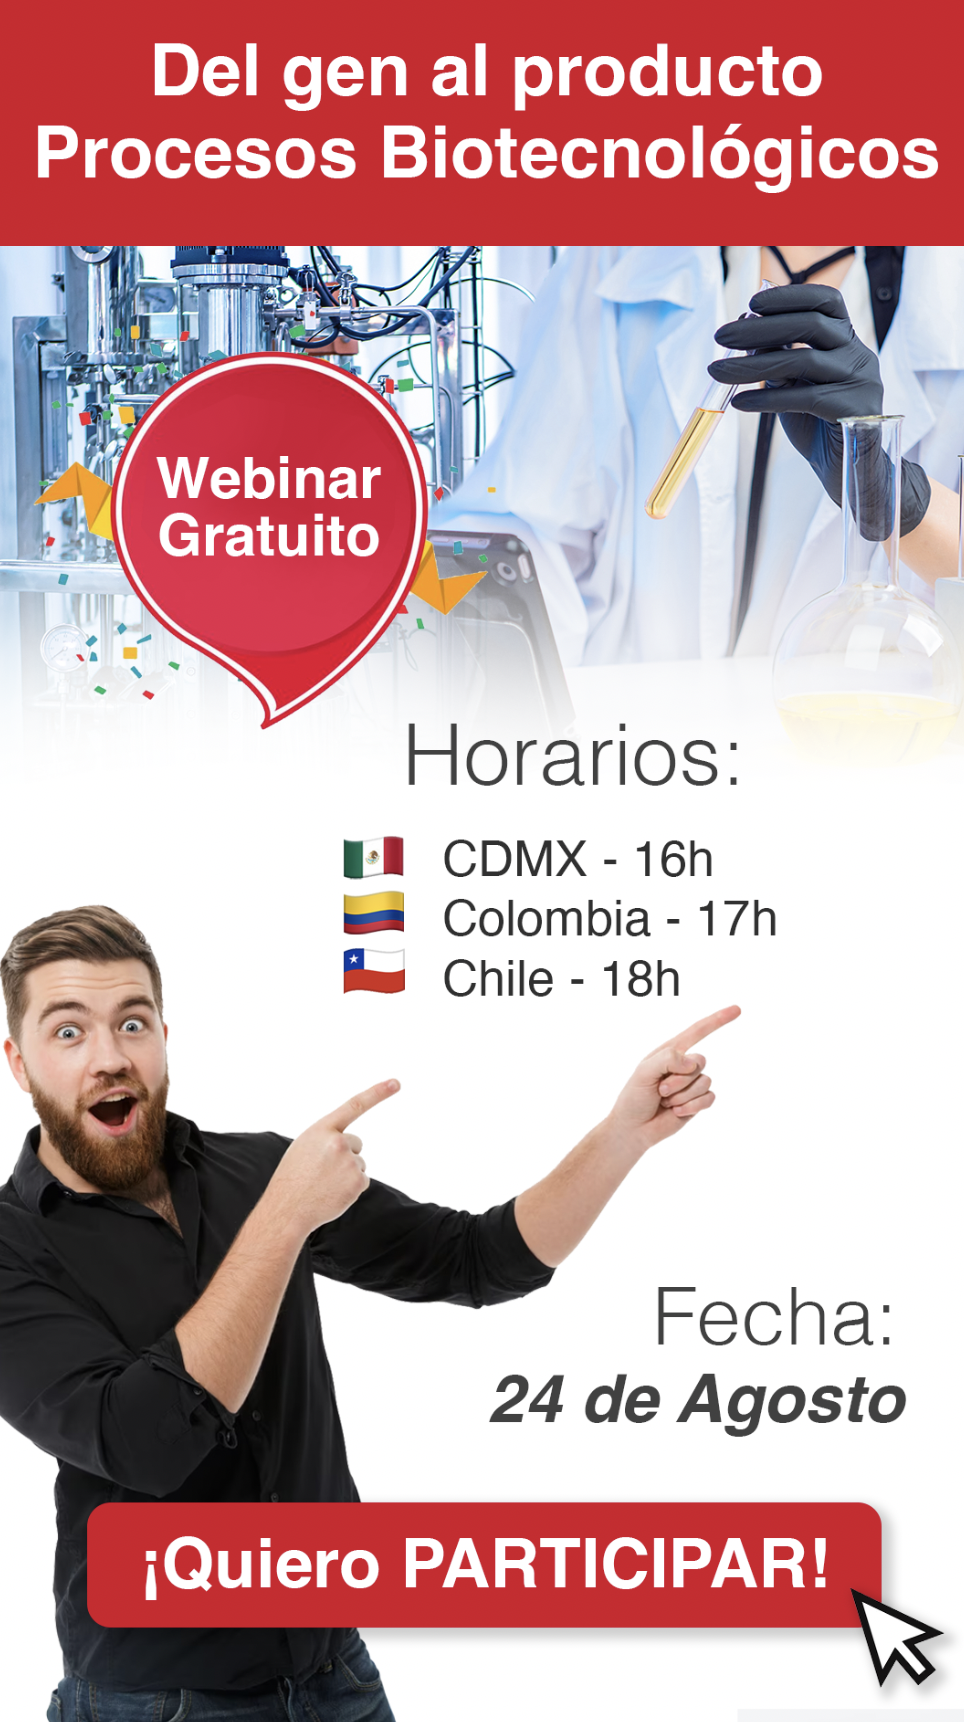 Del gen al producto
Procesos Biotecnológicos
Webinar
Gratuito
Horarios:
CDMX - 16h
Colombia - 17h
Chile - 18h
Fecha:
24 de Agosto
¡Quiero PARTICIPAR!